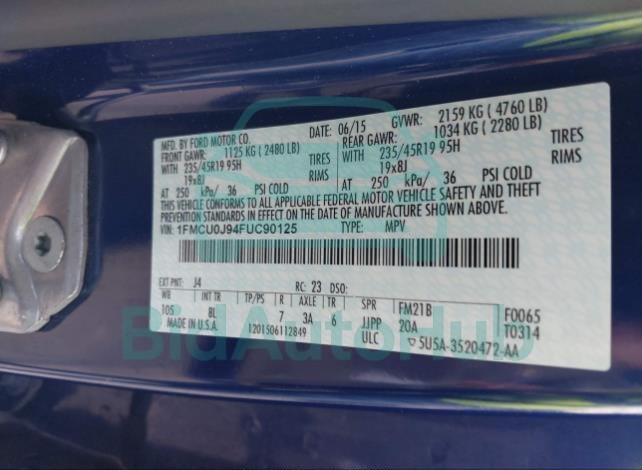 MFD. BY FORD MOTOR CO.
DATE: 06/15 GVWR: 2159 KG ( 4760 LB)
FRONT GAWR: 1125 KG ( 2480 LB) REAR GAWR: 1034 KG ( 2280 LB)
WITH 235/45R19 95H TIRES WITH 235/45R19 95H TIRES
19x8J RIMS 19x8J RIMS
AT 250 kPa/ 36 PSI COLD AT 250 kPa/ 36 PSI COLD
THIS VEHICLE CONFORMS TO ALL APPLICABLE FEDERAL MOTOR VEHICLE SAFETY AND THEFT
PREVENTION STANDARDS IN EFFECT ON THE DATE OF MANUFACTURE SHOWN ABOVE.
VIN: 1FMCU0J94FUC90125 TYPE: MPV
EXT PNT: J4 RC: 23 DSO:
WB INT TR TP/PS R AXLE TR SPR FM21B F0065
105 8L 7 3A 6 JJPP 20A T0314
MADE IN U.S.A. 1201506112849 ULC ▽5U5A-3520472-AA
BidAutoHub